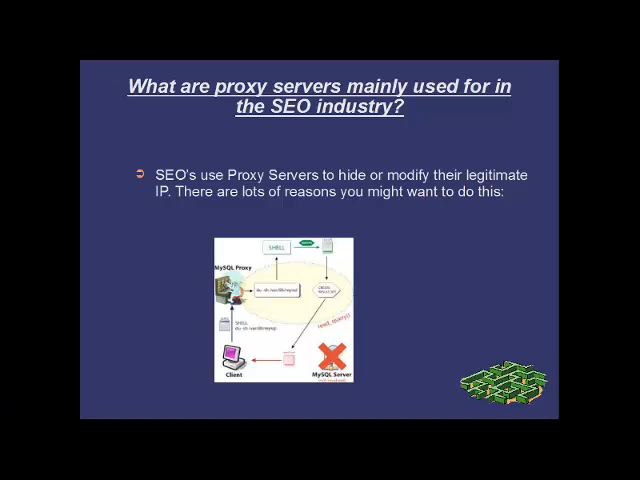 What are proxy servers mainly used for in
the SEO industry?
SEO's use Proxy Servers to hide or modify their legitimate
IP. There are lots of reasons you might want to do this:
SHELL
MySQL Proxy
SHELL
read_query()
Client
MySQL Server